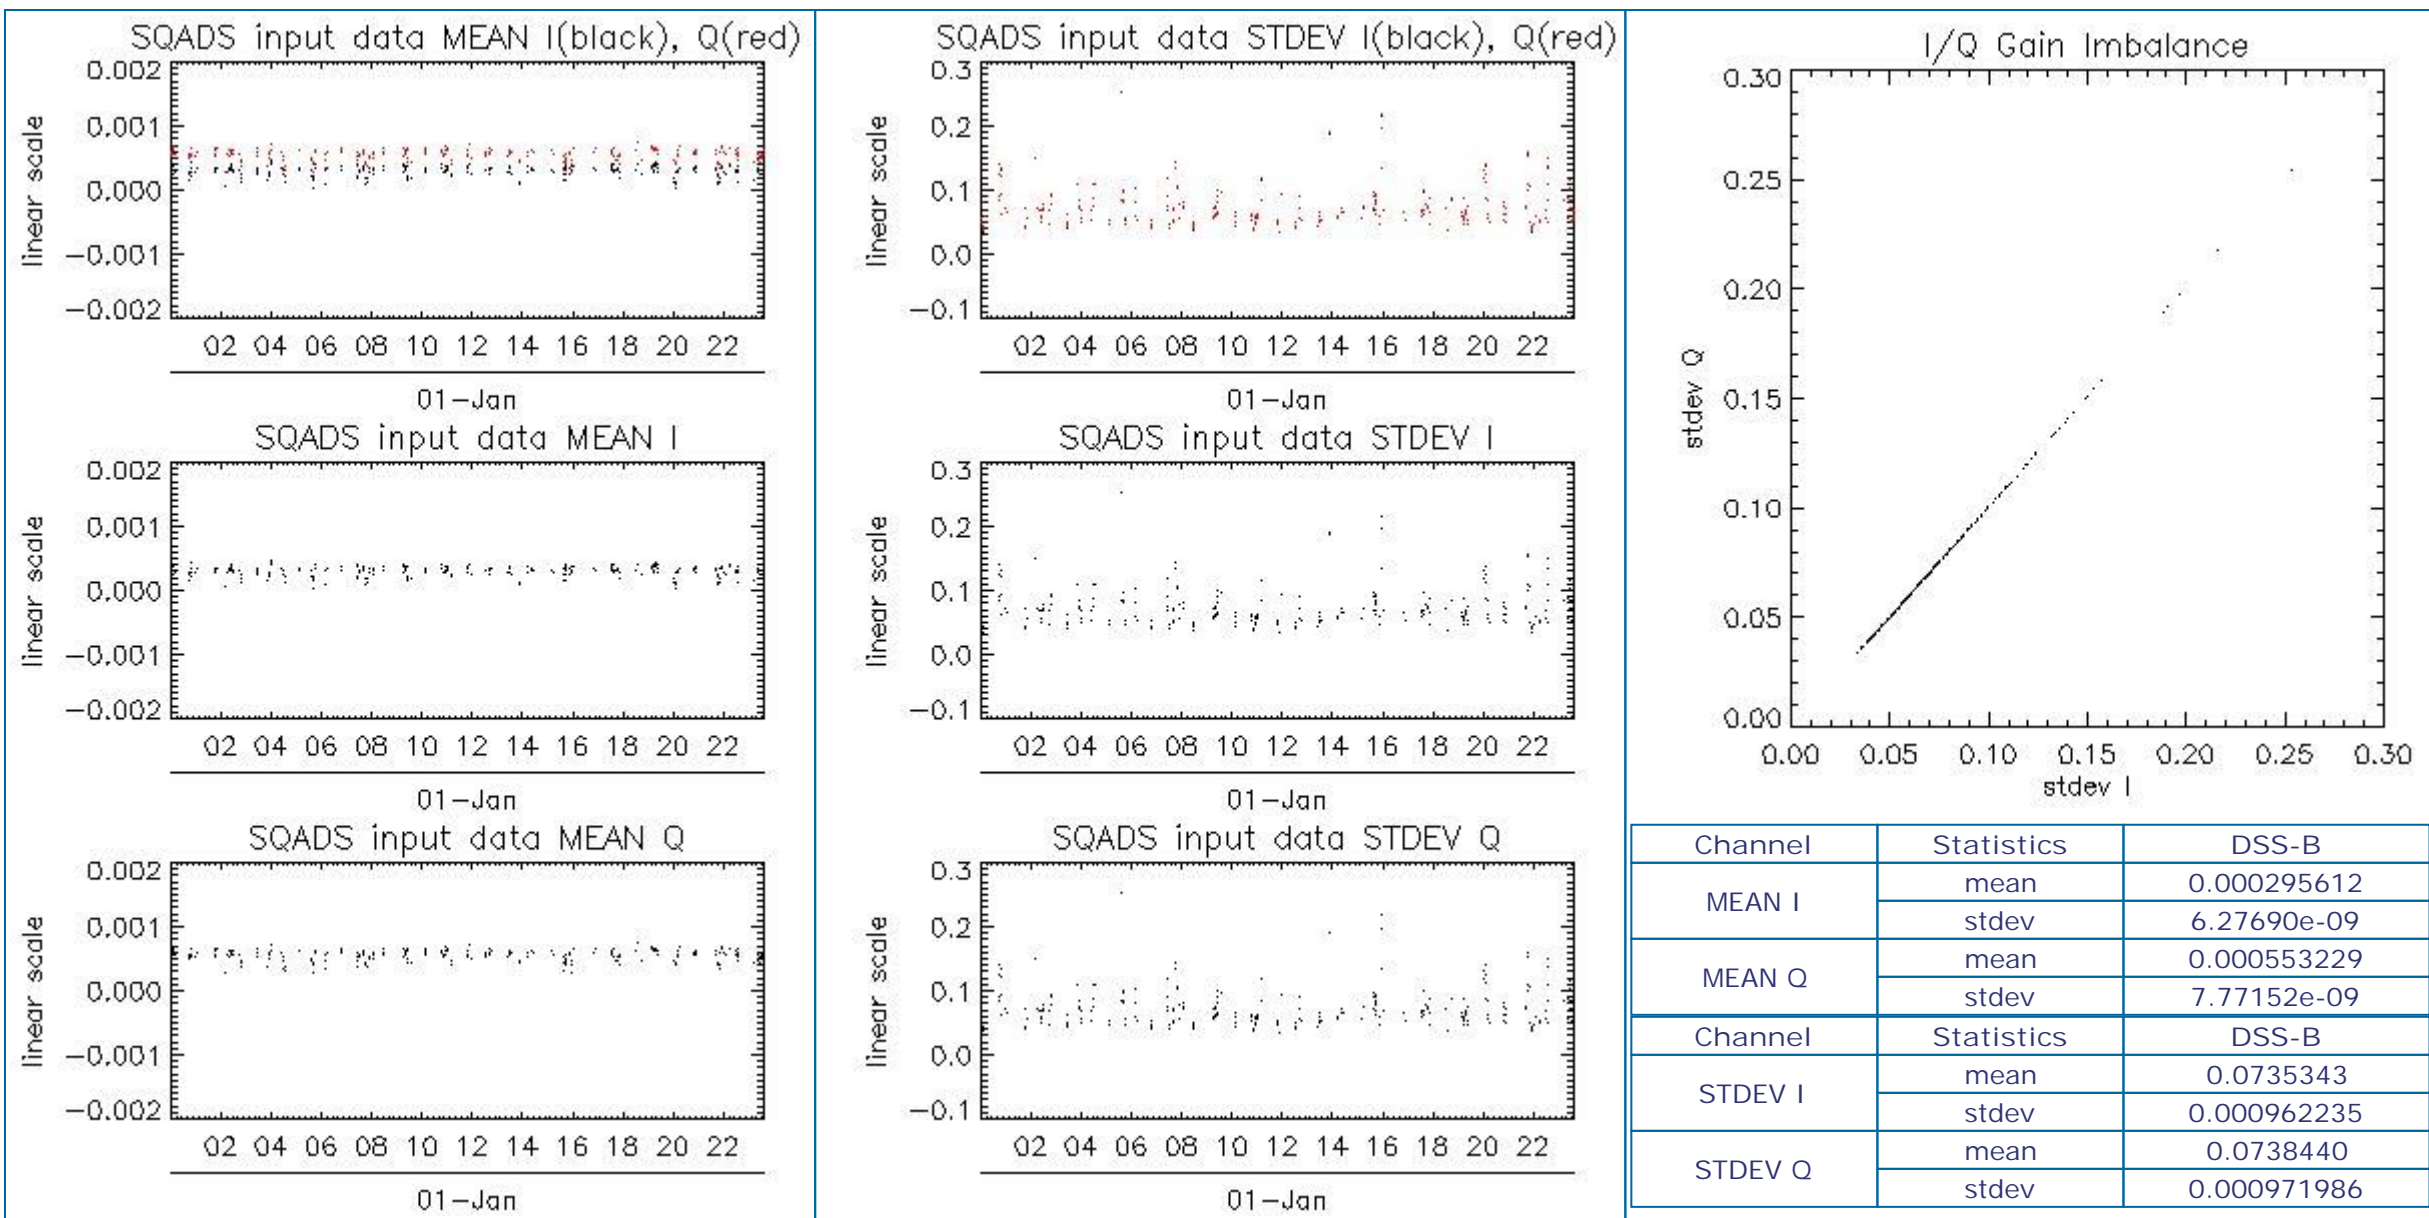 SQADS input data MEAN I(black), Q(red)
0.002
0.001
0.000
-0.001
-0.002
linear scale
02 04 06 08 10 12 14 16 18 20 22
01-Jan
SQADS input data MEAN I
0.002
0.001
0.000
-0.001
-0.002
linear scale
02 04 06 08 10 12 14 16 18 20 22
01-Jan
SQADS input data MEAN Q
0.002
0.001
0.000
-0.001
-0.002
linear scale
02 04 06 08 10 12 14 16 18 20 22
01-Jan
SQADS input data STDEV I(black), Q(red)
0.3
0.2
0.1
0.0
-0.1
linear scale
02 04 06 08 10 12 14 16 18 20 22
01-Jan
SQADS input data STDEV I
0.3
0.2
0.1
0.0
-0.1
linear scale
02 04 06 08 10 12 14 16 18 20 22
01-Jan
SQADS input data STDEV Q
0.3
0.2
0.1
0.0
-0.1
linear scale
02 04 06 08 10 12 14 16 18 20 22
01-Jan
I/Q Gain Imbalance
0.30
0.25
0.20
0.15
0.10
0.05
0.00
stdev Q
0.00 0.05 0.10 0.15 0.20 0.25 0.30
stdev I
Channel Statistics DSS-B
MEAN I mean 0.000295612
stdev 6.27690e-09
MEAN Q mean 0.000553229
stdev 7.77152e-09
Channel Statistics DSS-B
STDEV I mean 0.0735343
stdev 0.000962235
STDEV Q mean 0.0738440
stdev 0.000971986